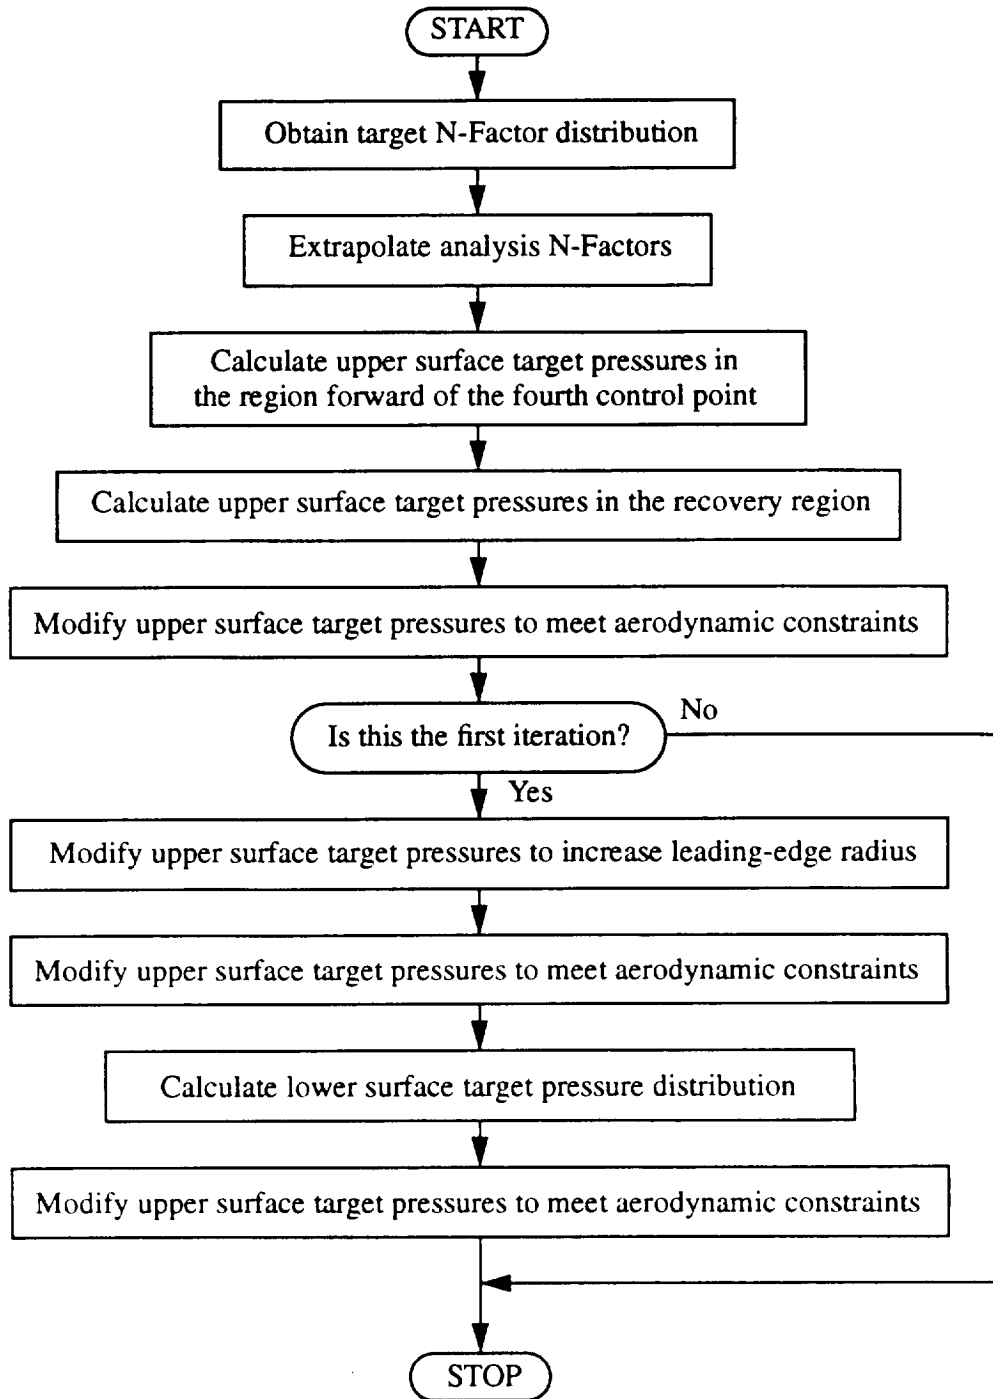 START
Obtain target N-Factor distribution
Extrapolate analysis N-Factors
Calculate upper surface target pressures in
the region forward of the fourth control point
Calculate upper surface target pressures in the recovery region
Modify upper surface target pressures to meet aerodynamic constraints
Is this the first iteration?
No
Yes
Modify upper surface target pressures to increase leading-edge radius
Modify upper surface target pressures to meet aerodynamic constraints
Calculate lower surface target pressure distribution
Modify upper surface target pressures to meet aerodynamic constraints
STOP